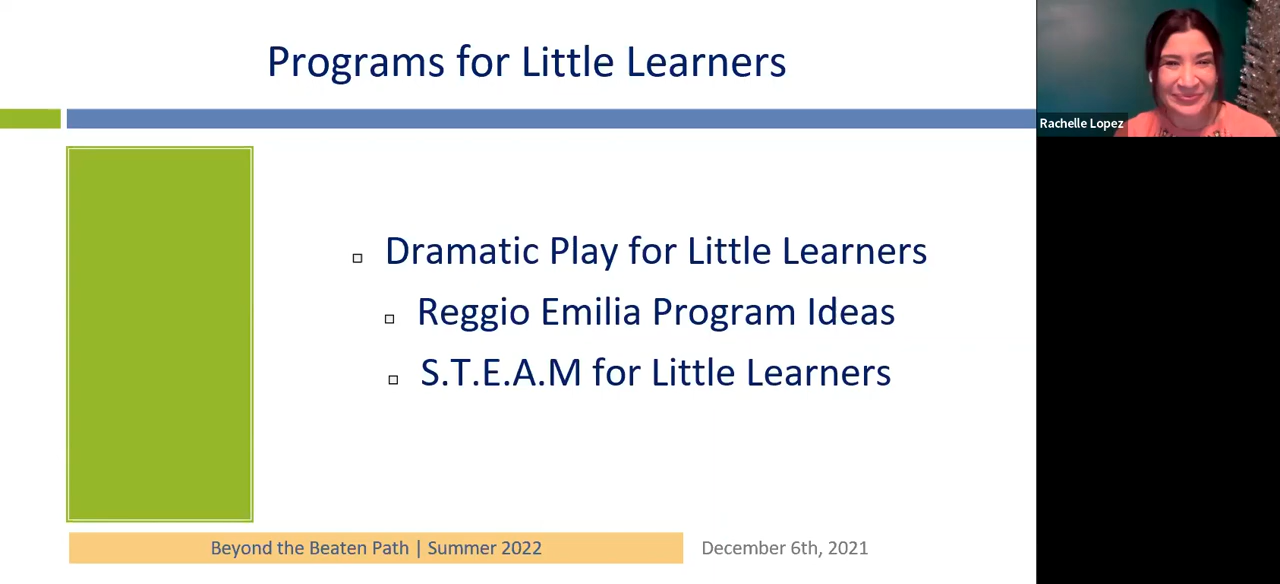 Programs for Little Learners
Rachelle Lopez
Dramatic Play for Little Learners
Reggio Emilia Program Ideas
S.T.E.A.M for Little Learners
Beyond the Beaten Path | Summer 2022
December 6th, 2021